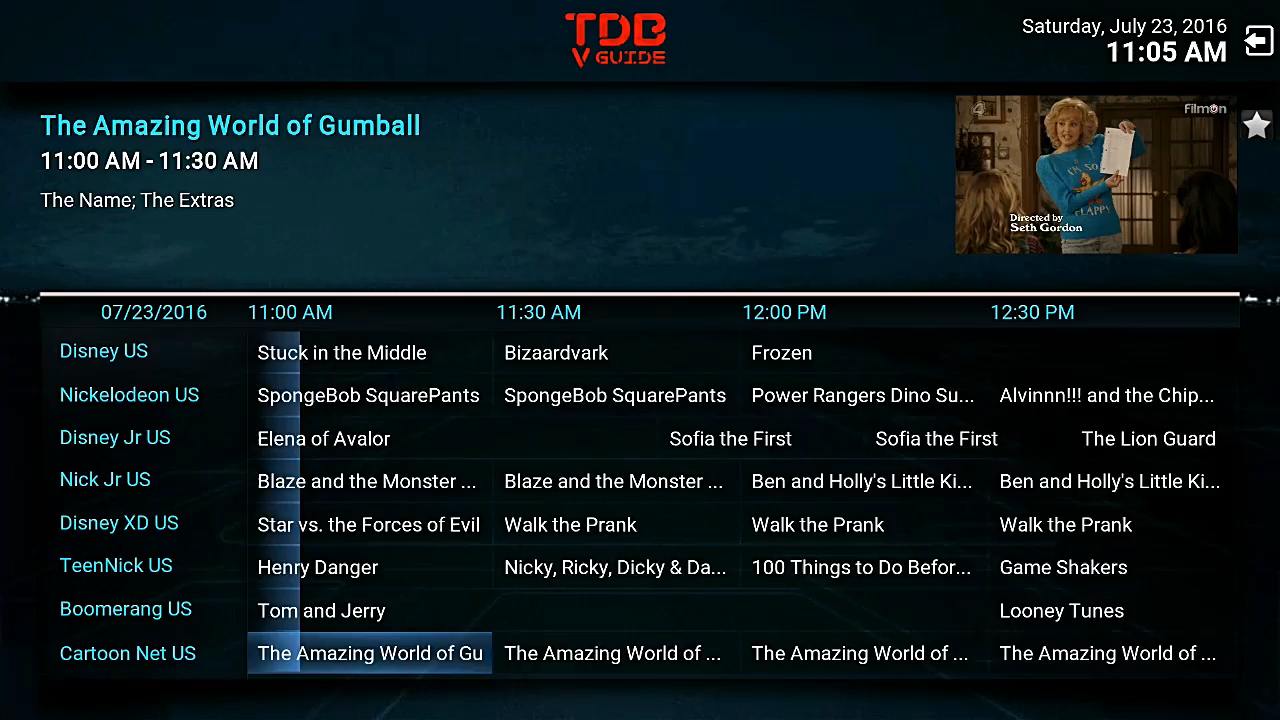 TDB
V GUIDE
Saturday, July 23, 2016
11:05 AM
The Amazing World of Gumball
11:00 AM - 11:30 AM
The Name; The Extras
4
Filmon
I'M SO
FLAPPY
Directed by
Seth Gordon
07/23/2016 11:00 AM 11:30 AM 12:00 PM 12:30 PM
Disney US Stuck in the Middle Bizaardvark Frozen
Nickelodeon US SpongeBob SquarePants SpongeBob SquarePants Power Rangers Dino Su... Alvinnn!!! and the Chip...
Disney Jr US Elena of Avalor Sofia the First Sofia the First The Lion Guard
Nick Jr US Blaze and the Monster ... Blaze and the Monster ... Ben and Holly's Little Ki... Ben and Holly's Little Ki...
Disney XD US Star vs. the Forces of Evil Walk the Prank Walk the Prank Walk the Prank
TeenNick US Henry Danger Nicky, Ricky, Dicky & Da... 100 Things to Do Befor... Game Shakers
Boomerang US Tom and Jerry Looney Tunes
Cartoon Net US The Amazing World of Gu The Amazing World of ... The Amazing World of ... The Amazing World of ...